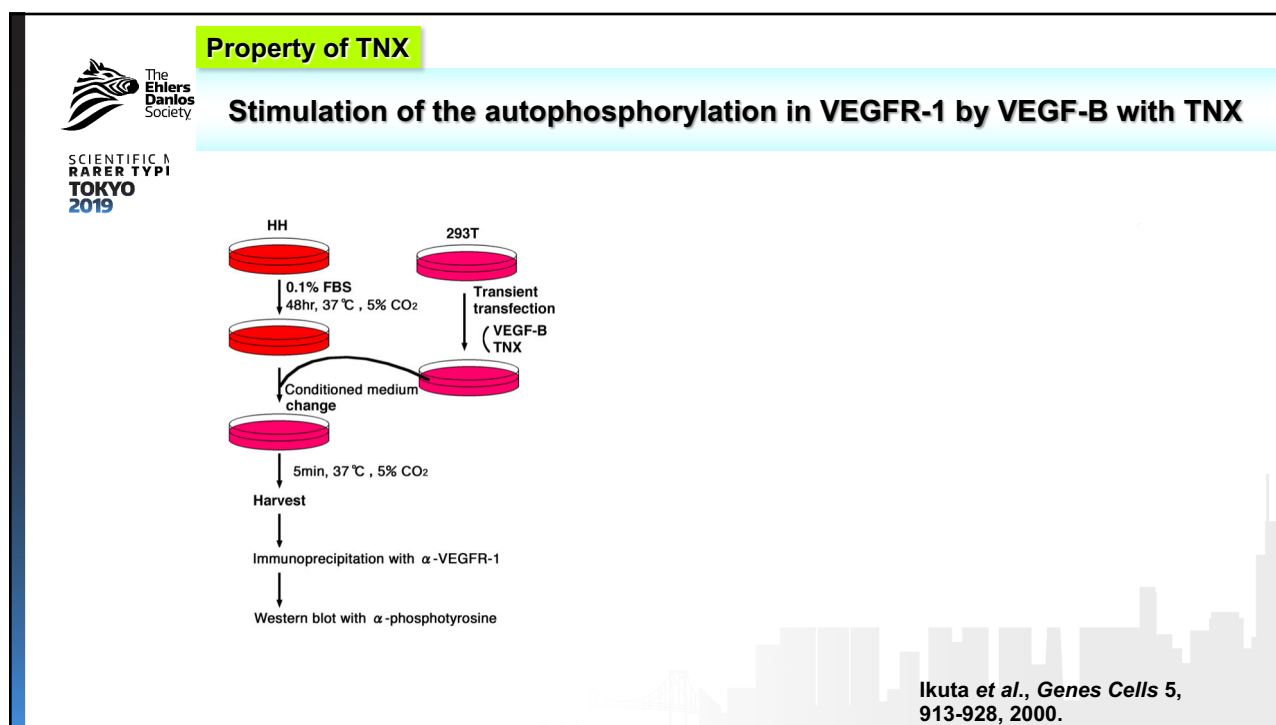 Property of TNX
The
Ehlers
Danlos
Society
Stimulation of the autophosphorylation in VEGFR-1 by VEGF-B with TNX
SCIENTIFIC
RARER
TOKYO
2019
HH
293T
0.1% FBS
48hr, 37℃ , 5% CO2
Transient
transfection
VEGF-B
TNX
Conditioned medium
change
5min, 37℃ , 5% CO2
Harvest
Immunoprecipitation with α-VEGFR-1
Western blot with α-phosphotyrosine
Ikuta et al., Genes Cells 5,
913-928, 2000.